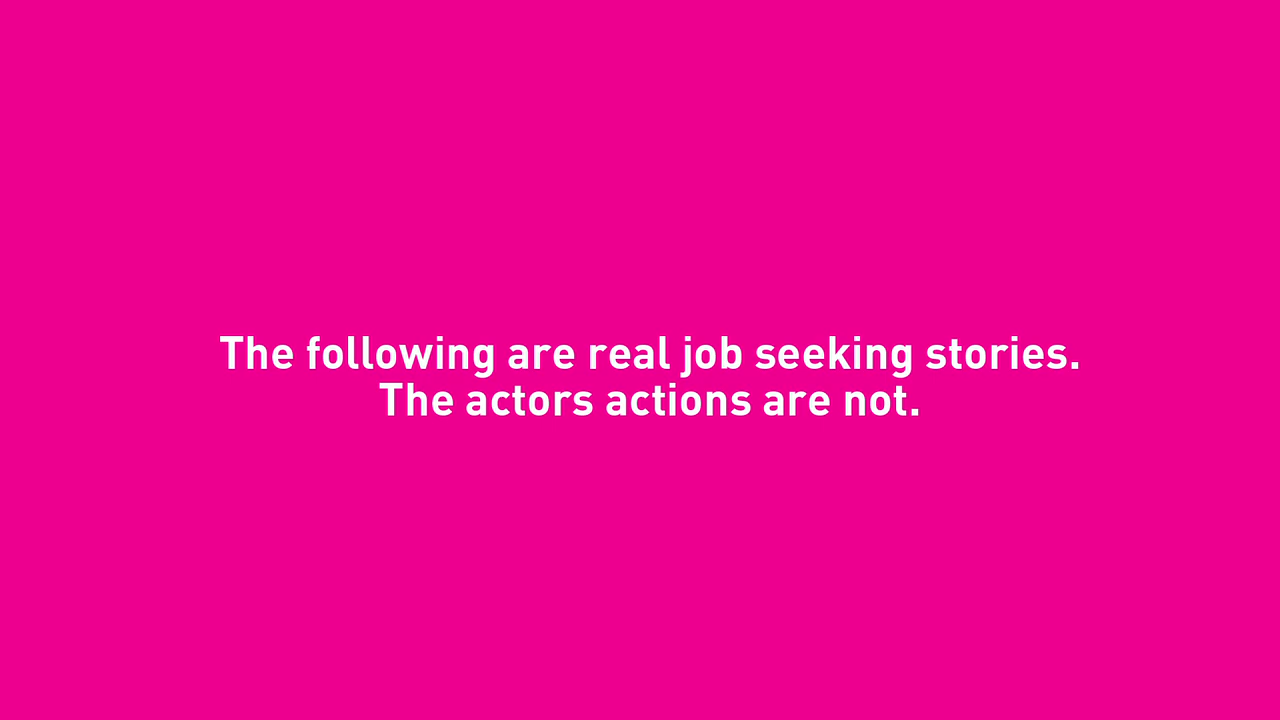 The following are real job seeking stories.
The actors actions are not.